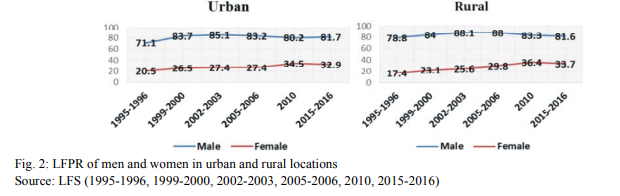 Urban
100
80
60
40
20
0
71.1 83.7 85.1 83.2 80.2 81.7
20.5 26.5 27.4 27.4 34.5 32.9
1995-1996 1999-2000 2002-2003 2005-2006 2010 2015-2016
Male Female
Rural
100
80
60
40
20
0
78.8 84 88.1 88 83.3 81.6
17.4 23.1 25.6 29.8 36.4 33.7
1995-1996 1999-2000 2002-2003 2005-2006 2010 2015-2016
Male Female
Fig. 2: LFPR of men and women in urban and rural locations
Source: LFS (1995-1996, 1999-2000, 2002-2003, 2005-2006, 2010, 2015-2016)